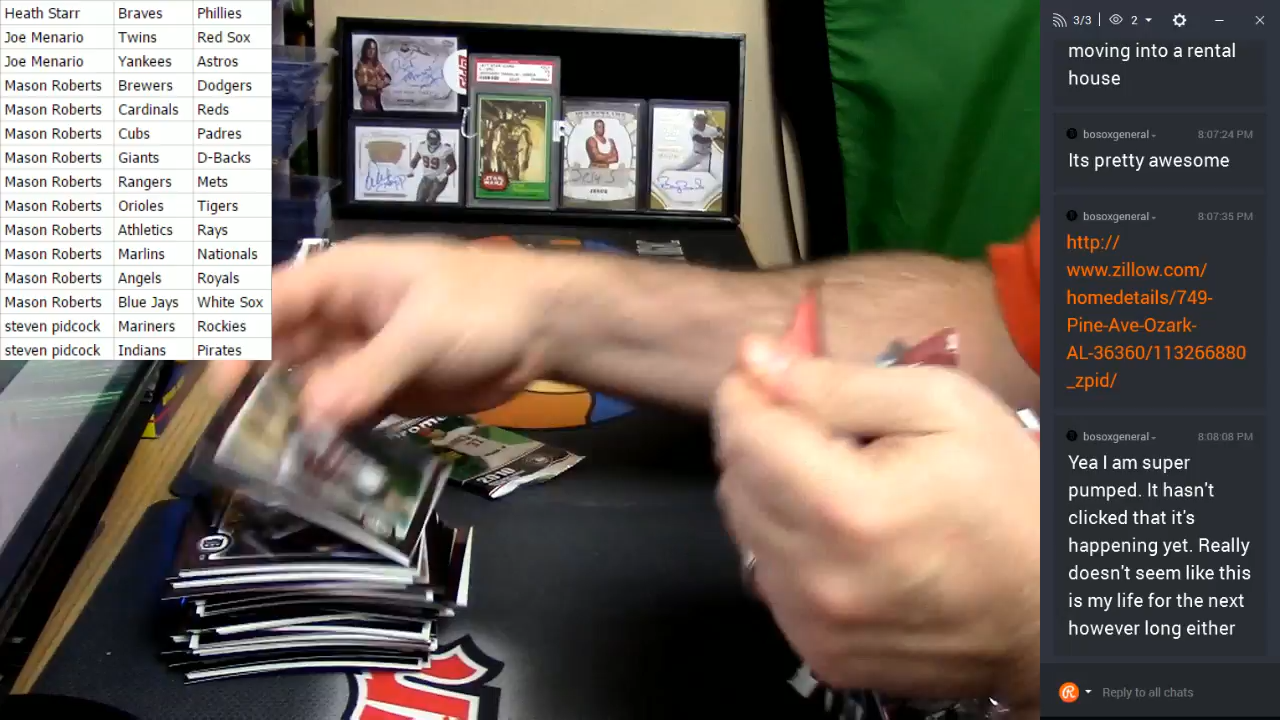 Heath Starr Braves Phillies
Joe Menario Twins Red Sox
Joe Menario Yankees Astros
Mason Roberts Brewers Dodgers
Mason Roberts Cardinals Reds
Mason Roberts Cubs Padres
Mason Roberts Giants D-Backs
Mason Roberts Rangers Mets
Mason Roberts Orioles Tigers
Mason Roberts Athletics Rays
Mason Roberts Marlins Nationals
Mason Roberts Angels Royals
Mason Roberts Blue Jays White Sox
steven pidcock Mariners Rockies
steven pidcock Indians Pirates
STAR WARS
99
2010
3/3 2
moving into a rental
house
bosoxgeneral 8:07:24 PM
Its pretty awesome
bosoxgeneral 8:07:35 PM
http://
www.zillow.com/
homedetails/749-
Pine-Ave-Ozark-
AL-36360/113266880
_zpid/
bosoxgeneral 8:08:08 PM
Yea I am super
pumped. It hasn't
clicked that it's
happening yet. Really
doesn't seem like this
is my life for the next
however long either
Reply to all chats